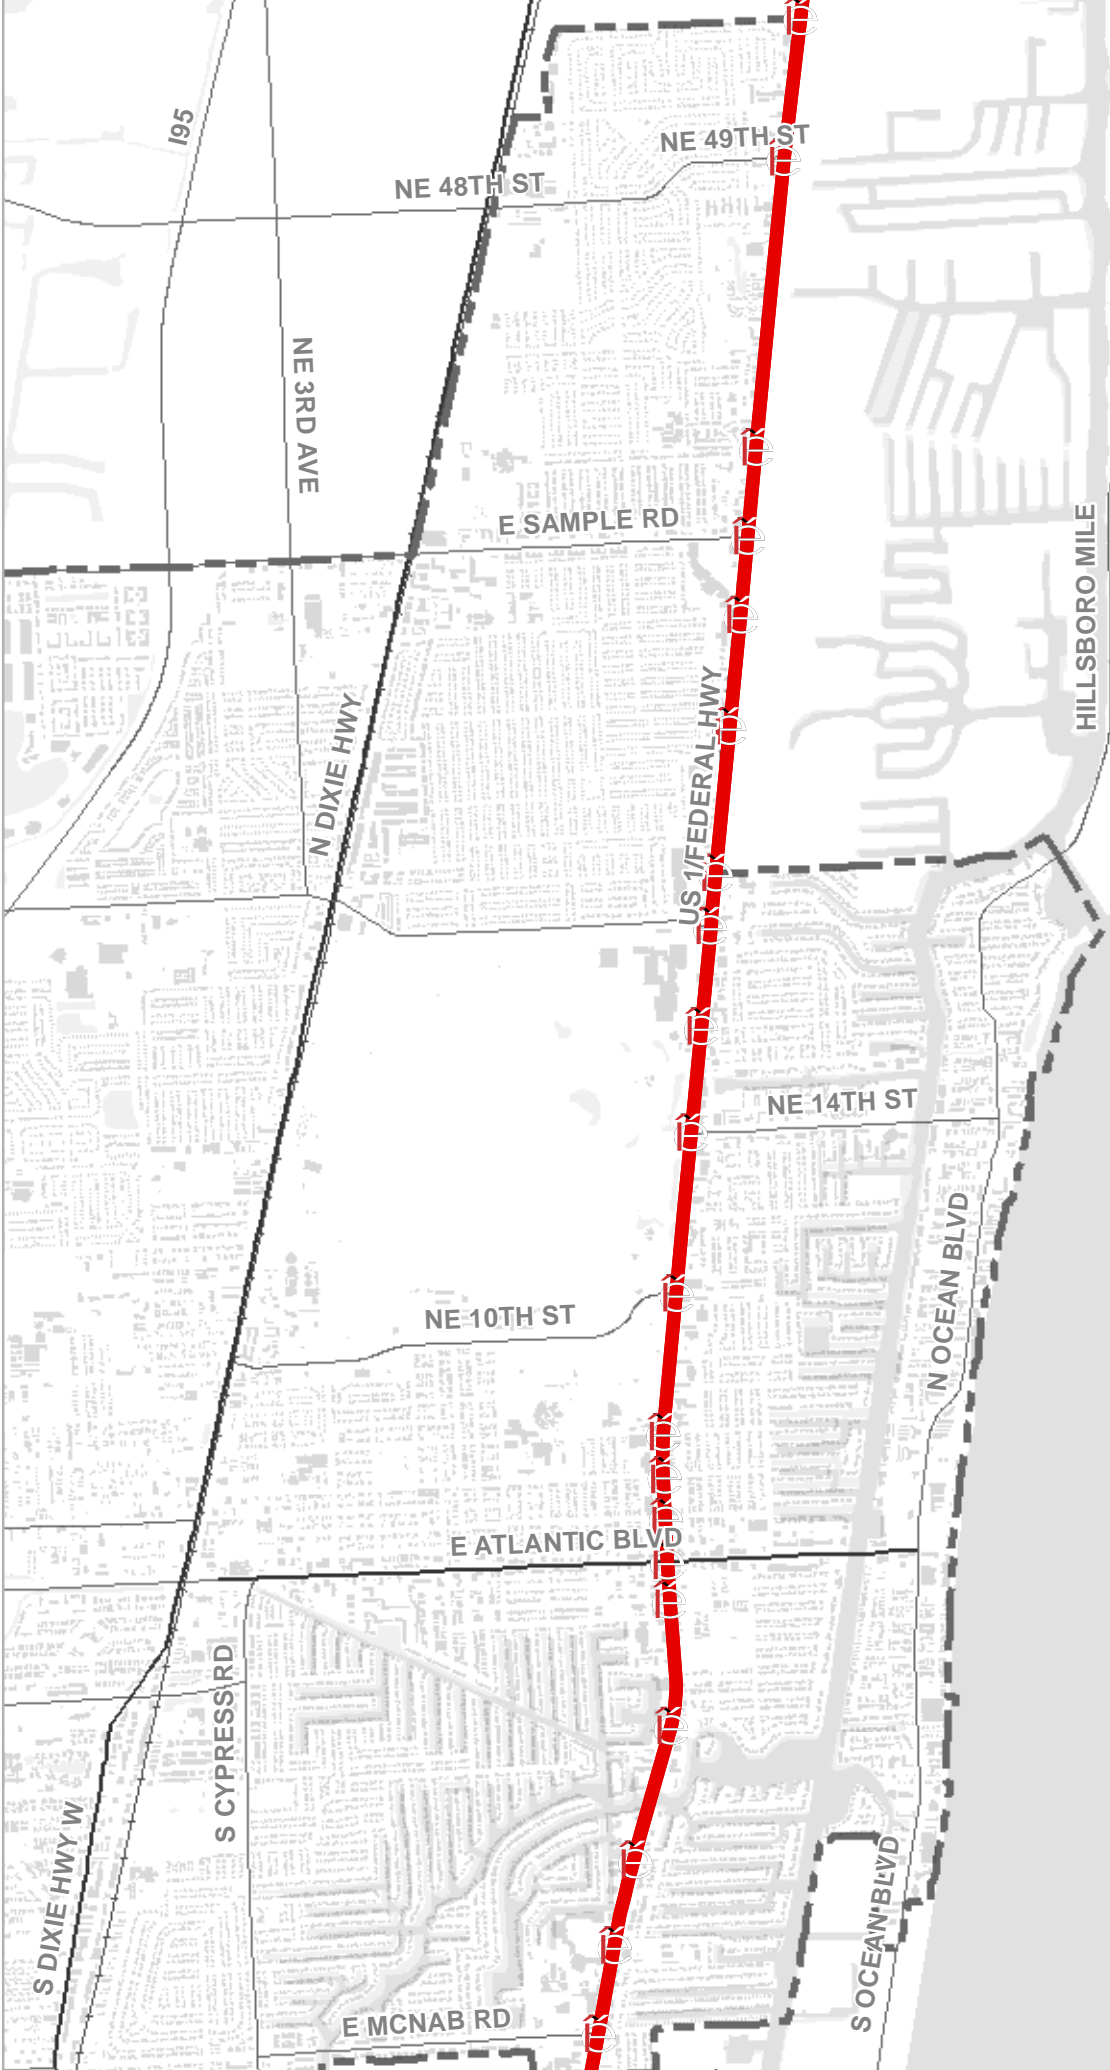 I95
NE 49TH ST
NE 48TH ST
NE 3RD AVE
E SAMPLE RD
HILLSBORO MILE
N DIXIE HWY
US 1/FEDERAL HWY
NE 14TH ST
N OCEAN BLVD
NE 10TH ST
E ATLANTIC BLVD
S CYPRESS RD
S DIXIE HWY W
S OCEAN BLVD
E MCNAB RD